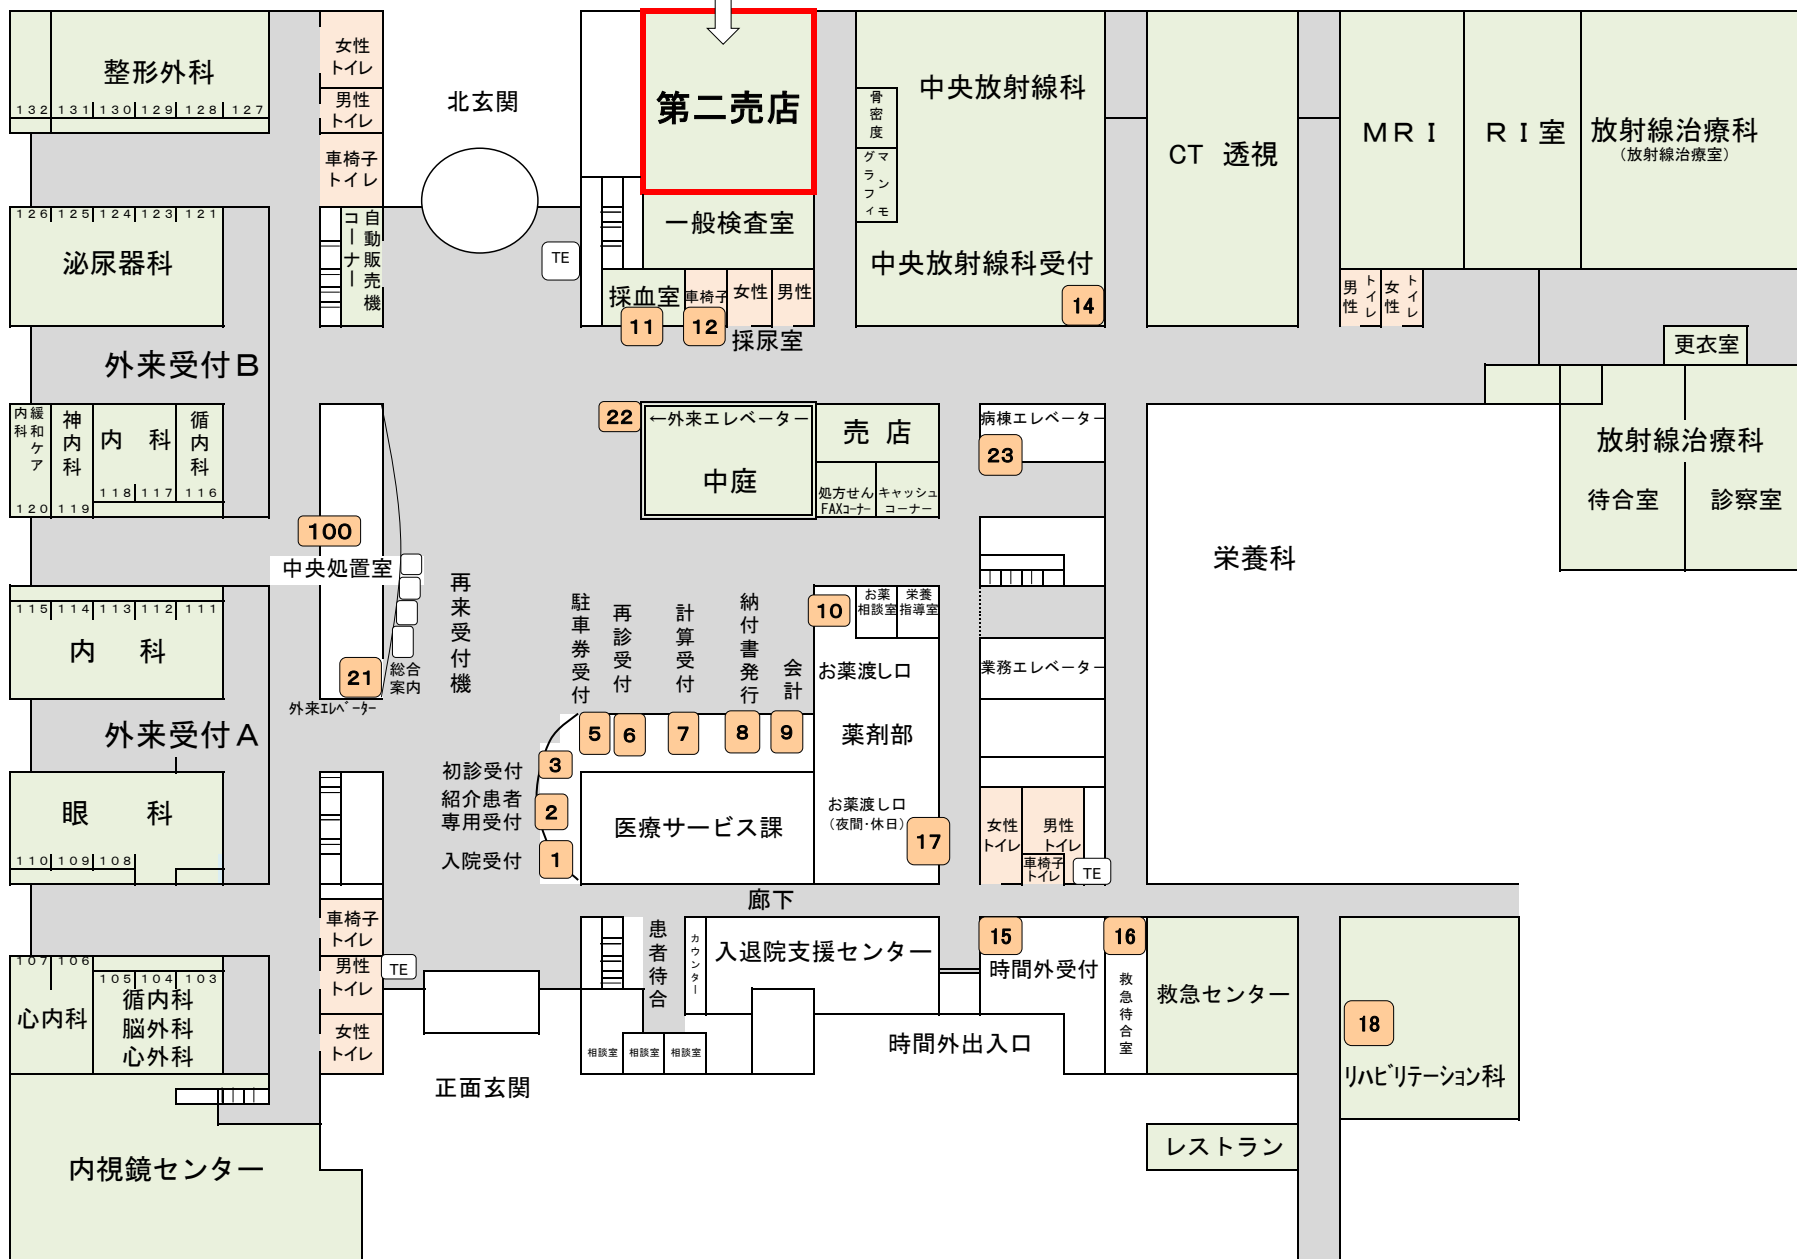 整形外科
132 131 130 129 128 127
女性
トイレ
男性
トイレ
車椅子
トイレ
北玄関
第二売店
中央放射線科
骨密度
マンモグラフィ
CT 透視
MRI
RI室
放射線治療科
(放射線治療室)
126 125 124 123 121
泌尿器科
自動販売機
コーナー
TE
一般検査室
採血室
車椅子
女性
男性
11
12
採尿室
中央放射線科受付
14
男性
トイレ
女性
トイレ
更衣室
外来受付B
緩和ケア
内科
神内科
内 科
循内科
118 117 116
120 119
22
←外来エレベーター
中庭
売 店
処方せん
FAXコーナー
キャッシュ
コーナー
病棟エレベーター
23
放射線治療科
待合室
診察室
100
中央処置室
栄養科
115 114 113 112 111
内 科
21
総合
案内
外来エレベーター
再来受付機
駐車券受付
再診受付
計算受付
納付書発行
会計
10
お薬
相談室
栄養
指導室
お薬渡し口
業務エレベーター
外来受付A
5
6
7
8
9
薬剤部
初診受付
3
紹介患者
専用受付
2
入院受付
1
医療サービス課
お薬渡し口
(夜間・休日)
17
女性
トイレ
男性
トイレ
車椅子
トイレ
TE
眼 科
110 109 108
廊下
車椅子
トイレ
男性
トイレ
TE
女性
トイレ
患者待合
カウンター
入退院支援センター
15
時間外受付
16
救急待合室
救急センター
18
リハビリテーション科
107 106
105 104 103
心内科
循内科
脳外科
心外科
相談室
相談室
相談室
時間外出入口
正面玄関
レストラン
内視鏡センター